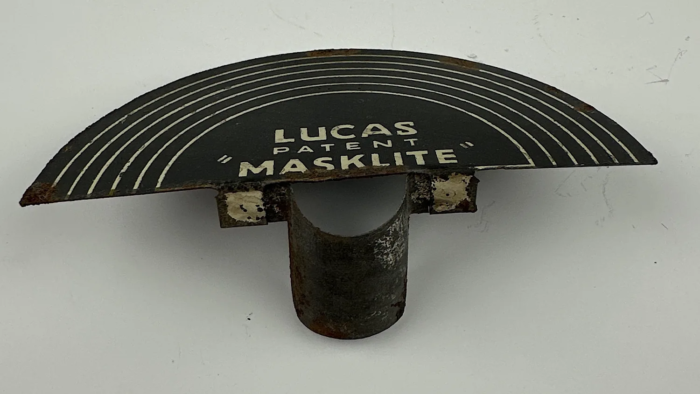 LUCAS
PATENT
"MASKLITE"